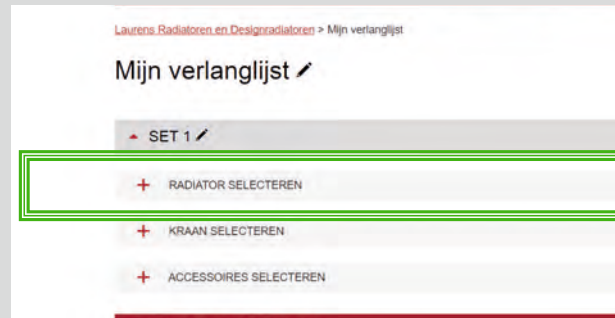 Laurens Radiatoren en Designradiatoren > Mijn verlanglijst
Mijn verlanglijst
SET 1
RADIATOR SELECTEREN
KRAAN SELECTEREN
ACCESSOIRES SELECTEREN